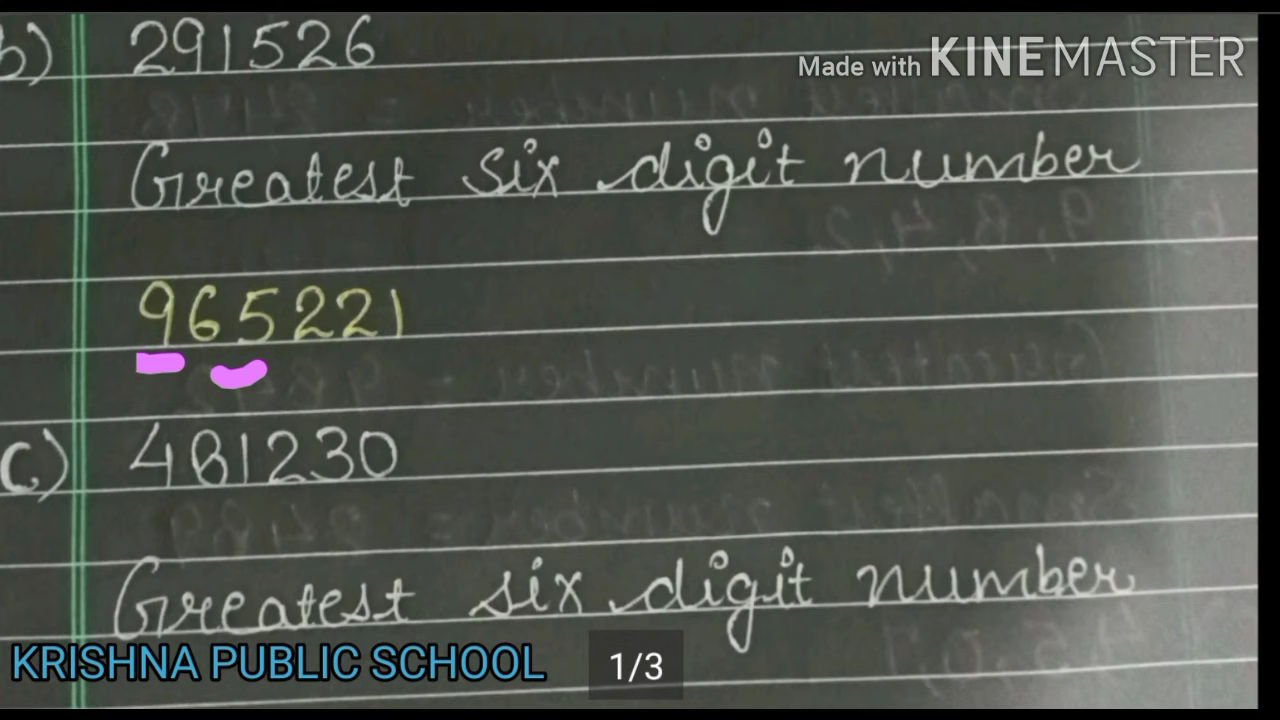 Made with KINEMASTER
b) 291526
Greatest six digit number
965221
c) 481230
Greatest six digit number
KRISHNA PUBLIC SCHOOL
1/3